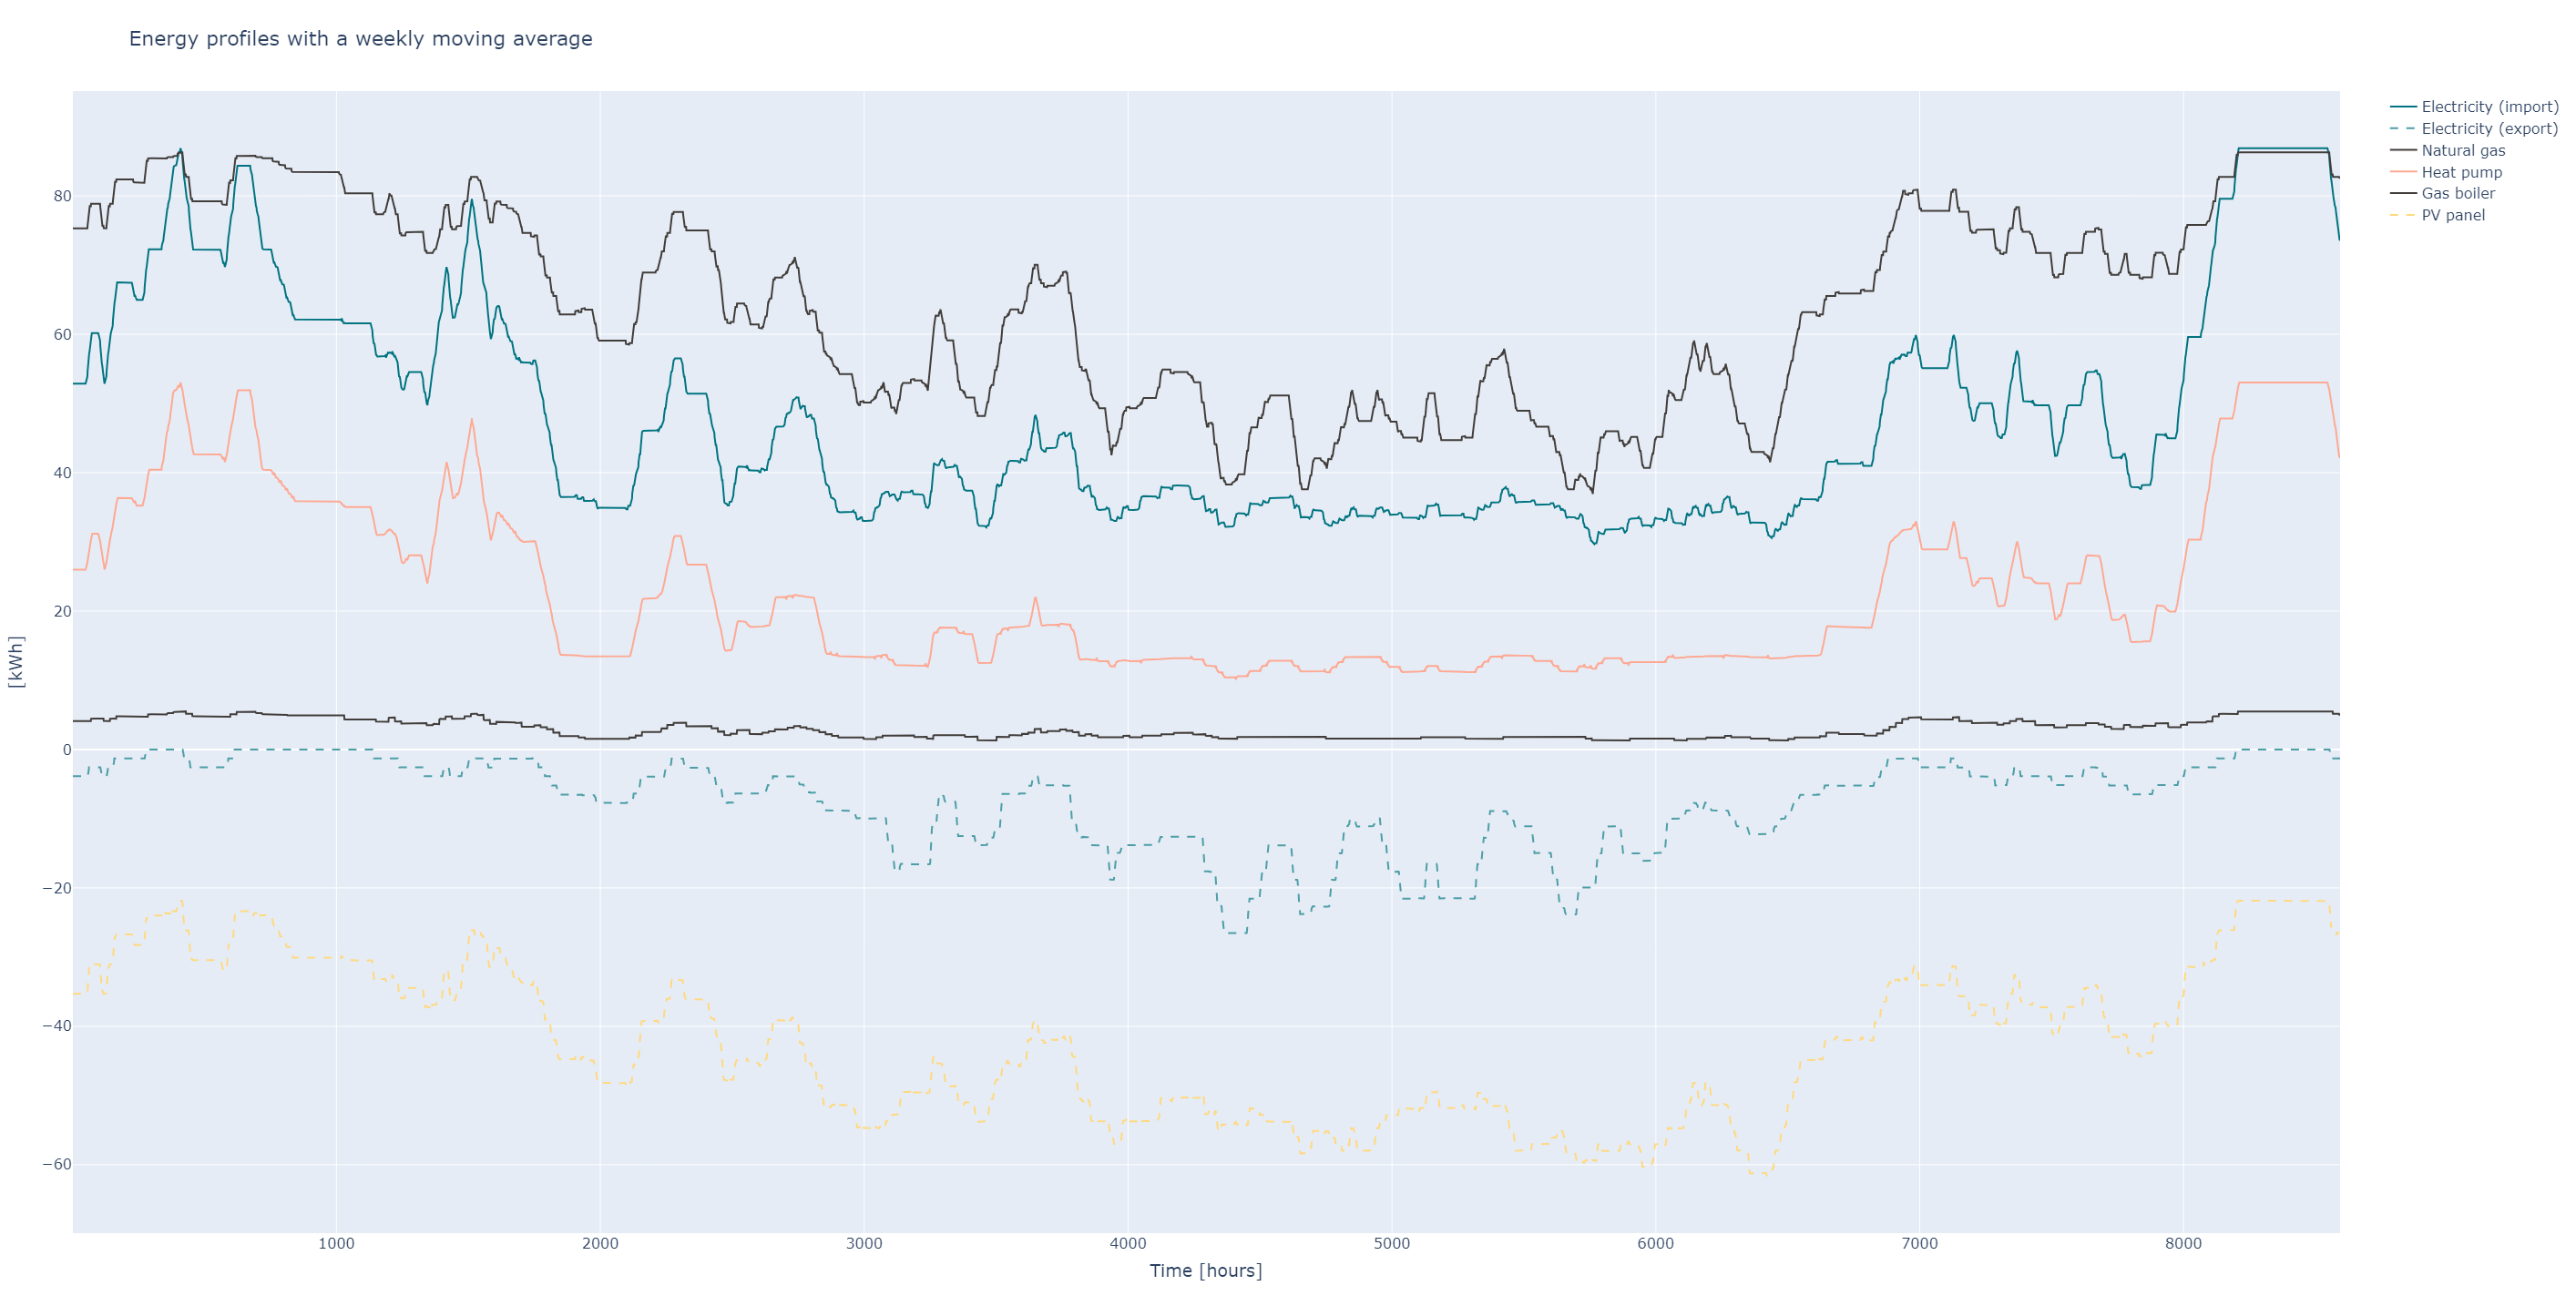 Energy profiles with a weekly moving average
Electricity (import)
Electricity (export)
Natural gas
Heat pump
Gas boiler
PV panel
80
60
40
20
0
−20
−40
−60
[kWh]
1000 2000 3000 4000 5000 6000 7000 8000
Time [hours]